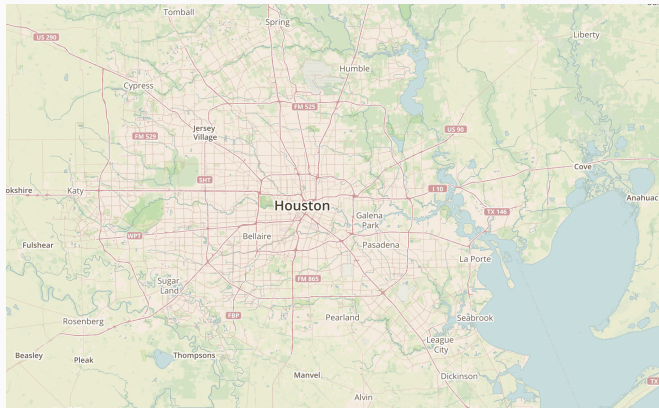 Tomball
Spring
US 290
Liberty
Humble
Cypress
FM 525
Jersey
Village
FM 529
US 90
Cove
SHT
I 10
okshire
Katy
Anahuac
Houston
TX 146
Galena
Park
WPT
Bellaire
Fulshear
Pasadena
La Porte
FM 865
Sugar
Land
FBP
Pearland
Seabrook
Rosenberg
League
City
Beasley
Pleak
Thompsons
Manvel
Dickinson
TX
Alvin